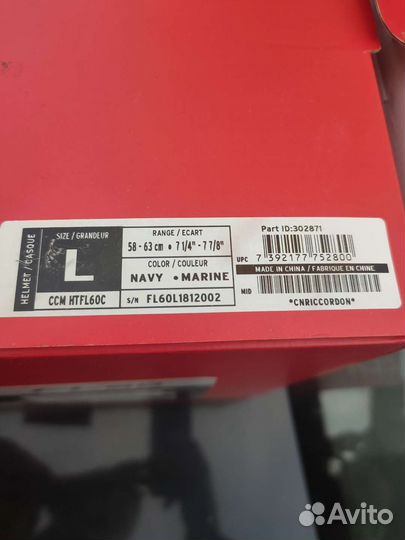 HELMET / CASQUE
SIZE / GRANDEUR
L
CCM HTFL60C
RANGE / ECART
58 - 63 cm • 7 1/4" - 7 7/8"
COLOR / COULEUR
NAVY • MARINE
S/N FL60L1812002
Part ID:302871
UPC 7 392177 752800
MADE IN CHINA / FABRIQUE EN CHINE
MID
*CNRICCORDON*
Avito